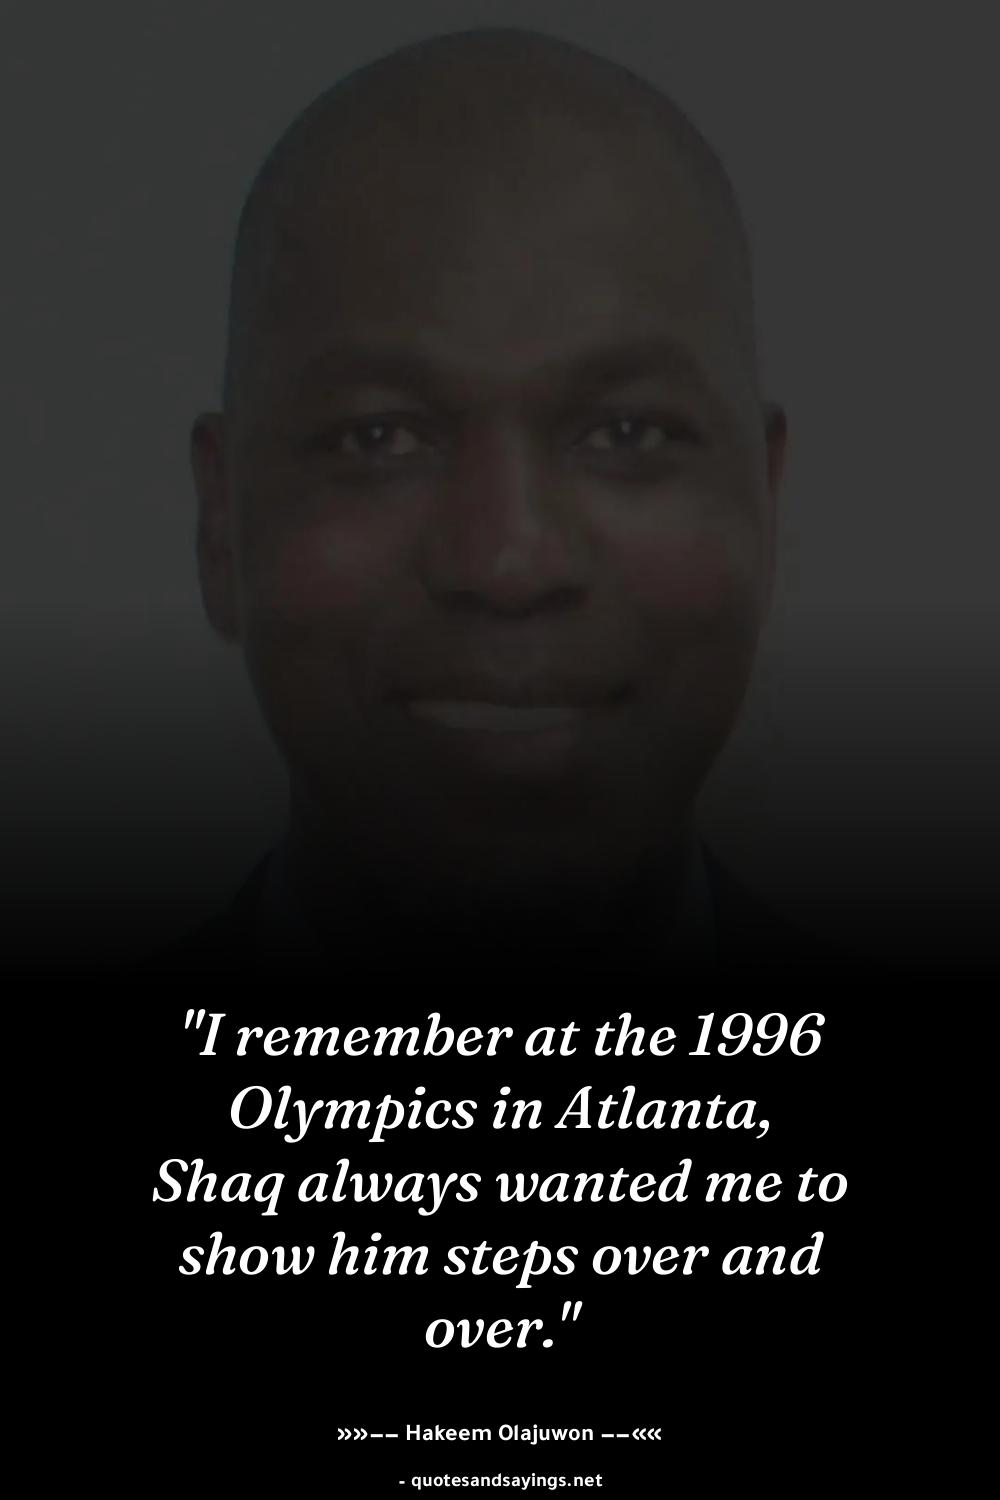 "I remember at the 1996
Olympics in Atlanta,
Shaq always wanted me to
show him steps over and
over."
»»–– Hakeem Olajuwon ––««
- quotesandsayings.net